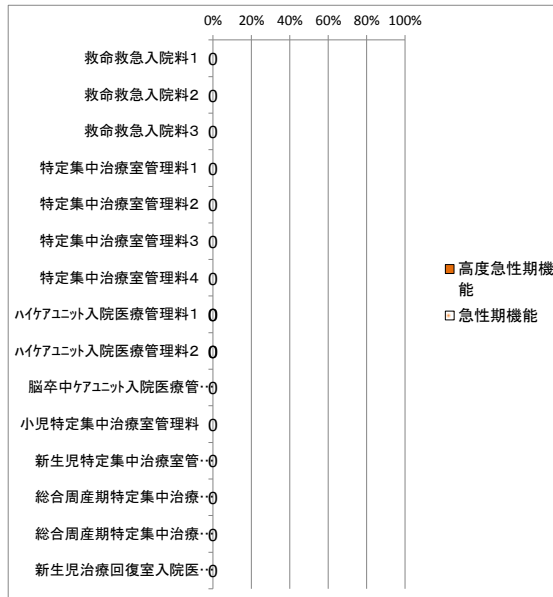 0% 20% 40% 60% 80% 100%
救命救急入院料1 0
救命救急入院料2 0
救命救急入院料3 0
特定集中治療室管理料1 0
特定集中治療室管理料2 0
特定集中治療室管理料3 0
特定集中治療室管理料4 0
ﾊｲｹｱﾕﾆｯﾄ入院医療管理料1 0
ﾊｲｹｱﾕﾆｯﾄ入院医療管理料2 0
脳卒中ｹｱﾕﾆｯﾄ入院医療管… 0
小児特定集中治療室管理料 0
新生児特定集中治療室管… 0
総合周産期特定集中治療… 0
総合周産期特定集中治療… 0
新生児治療回復室入院医… 0
高度急性期機
能
急性期機能